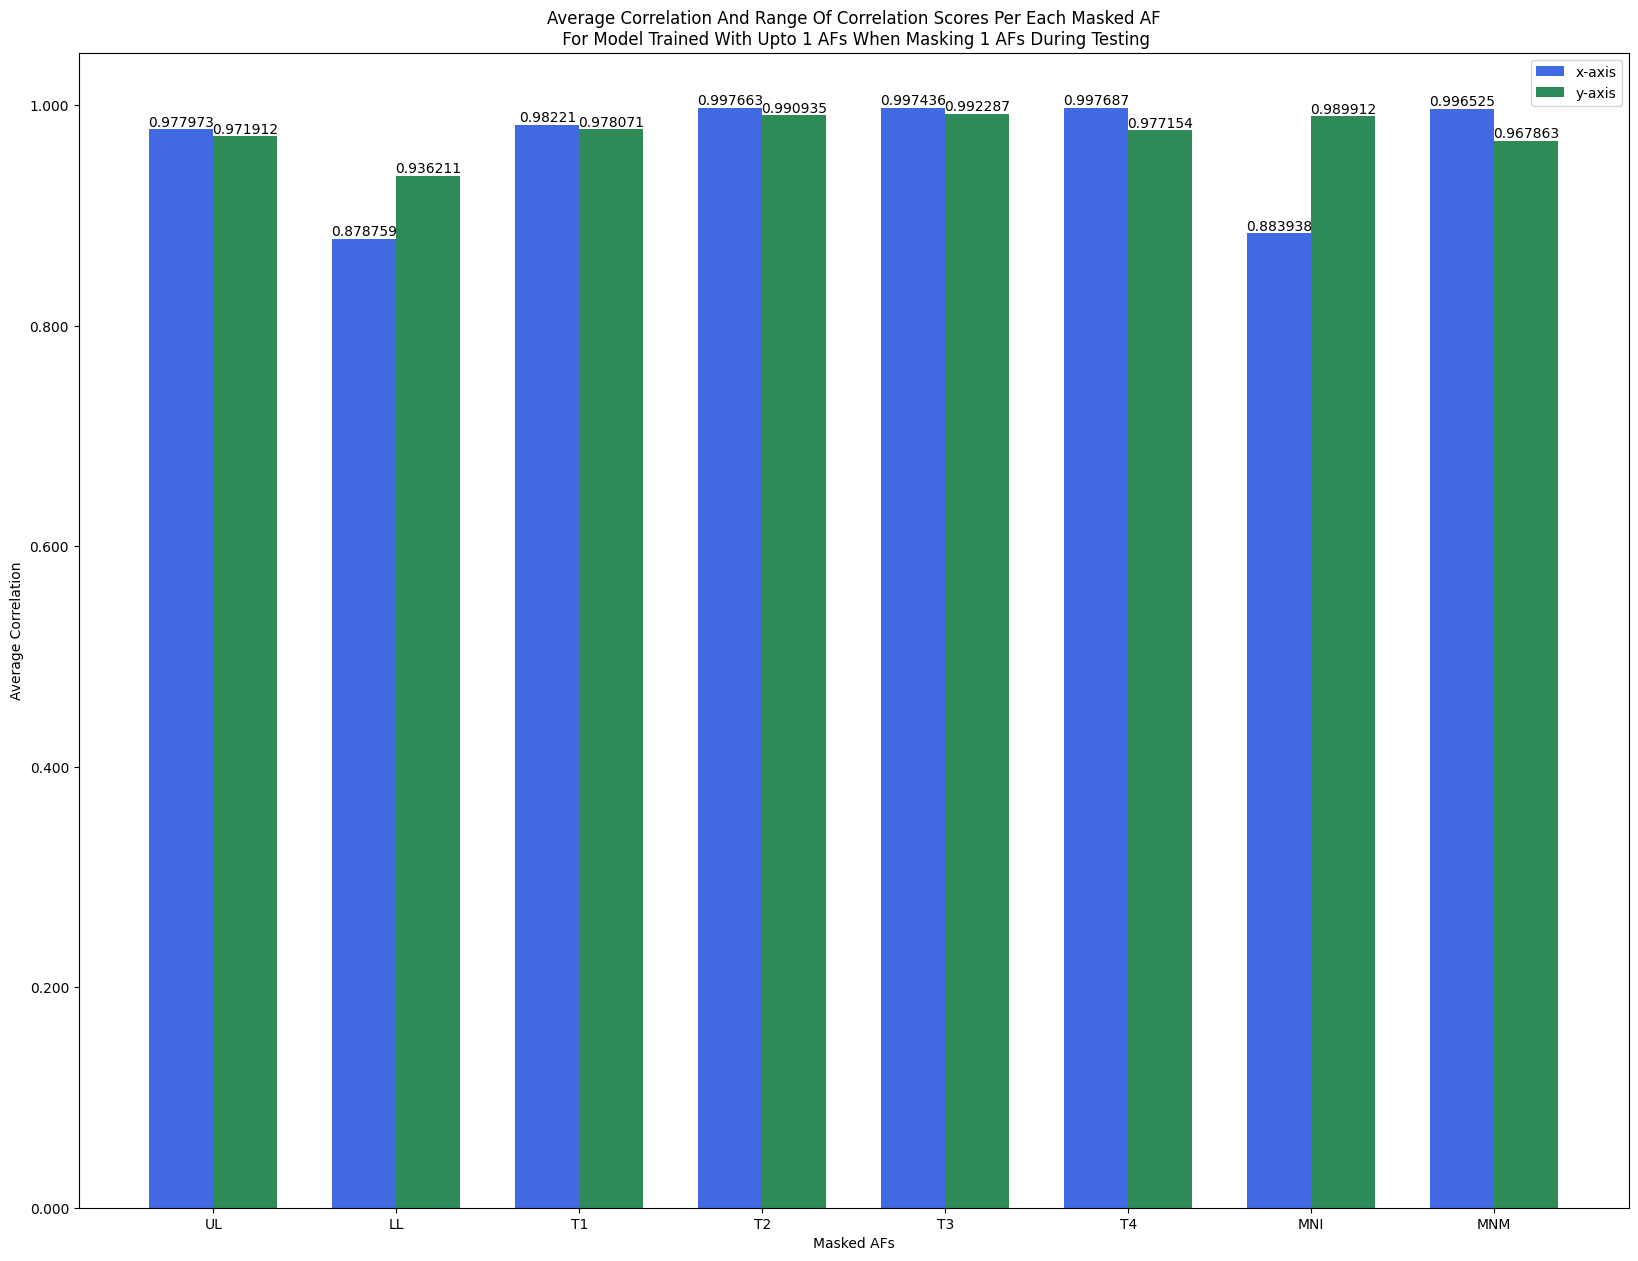 Average Correlation And Range Of Correlation Scores Per Each Masked AF
For Model Trained With Upto 1 AFs When Masking 1 AFs During Testing
x-axis
y-axis
1.000
0.800
0.600
0.400
0.200
0.000
Average Correlation
0.977973
0.971912
0.878759
0.936211
0.98221
0.978071
0.997663
0.990935
0.997436
0.992287
0.997687
0.977154
0.883938
0.989912
0.996525
0.967863
UL
LL
T1
T2
T3
T4
MNI
MNM
Masked AFs